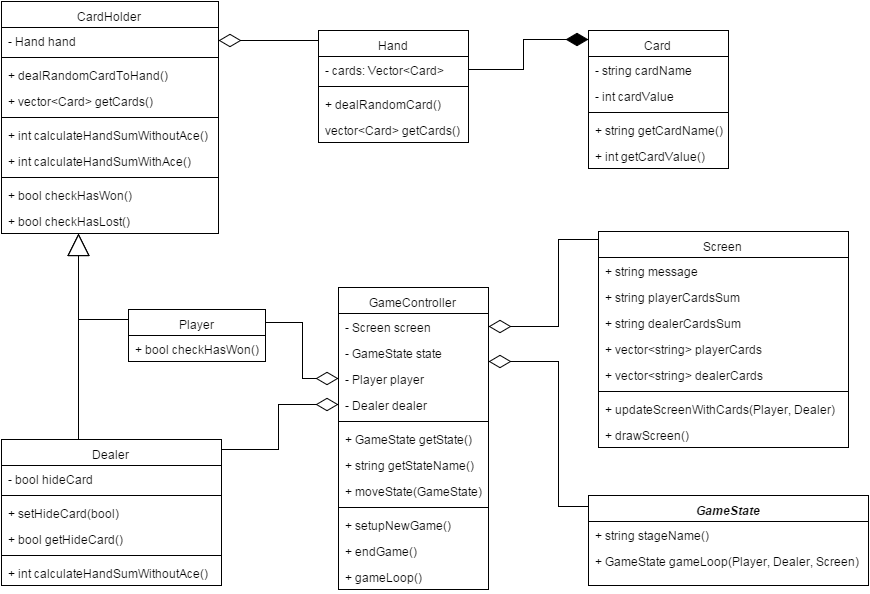 CardHolder
- Hand hand
+ dealRandomCardToHand()
+ vector<Card> getCards()
+ int calculateHandSumWithoutAce()
+ int calculateHandSumWithAce()
+ bool checkHasWon()
+ bool checkHasLost()
Hand
- cards: Vector<Card>
+ dealRandomCard()
vector<Card> getCards()
Card
- string cardName
- int cardValue
+ string getCardName()
+ int getCardValue()
Player
+ bool checkHasWon()
Dealer
- bool hideCard
+ setHideCard(bool)
+ bool getHideCard()
+ int calculateHandSumWithoutAce()
GameController
- Screen screen
- GameState state
- Player player
- Dealer dealer
+ GameState getState()
+ string getStateName()
+ moveState(GameState)
+ setupNewGame()
+ endGame()
+ gameLoop()
Screen
+ string message
+ string playerCardsSum
+ string dealerCardsSum
+ vector<string> playerCards
+ vector<string> dealerCards
+ updateScreenWithCards(Player, Dealer)
+ drawScreen()
GameState
+ string stageName()
+ GameState gameLoop(Player, Dealer, Screen)